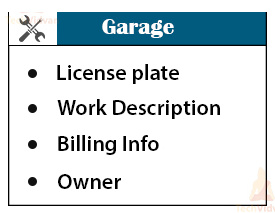 Garage
License plate
Work Description
Billing Info
Owner